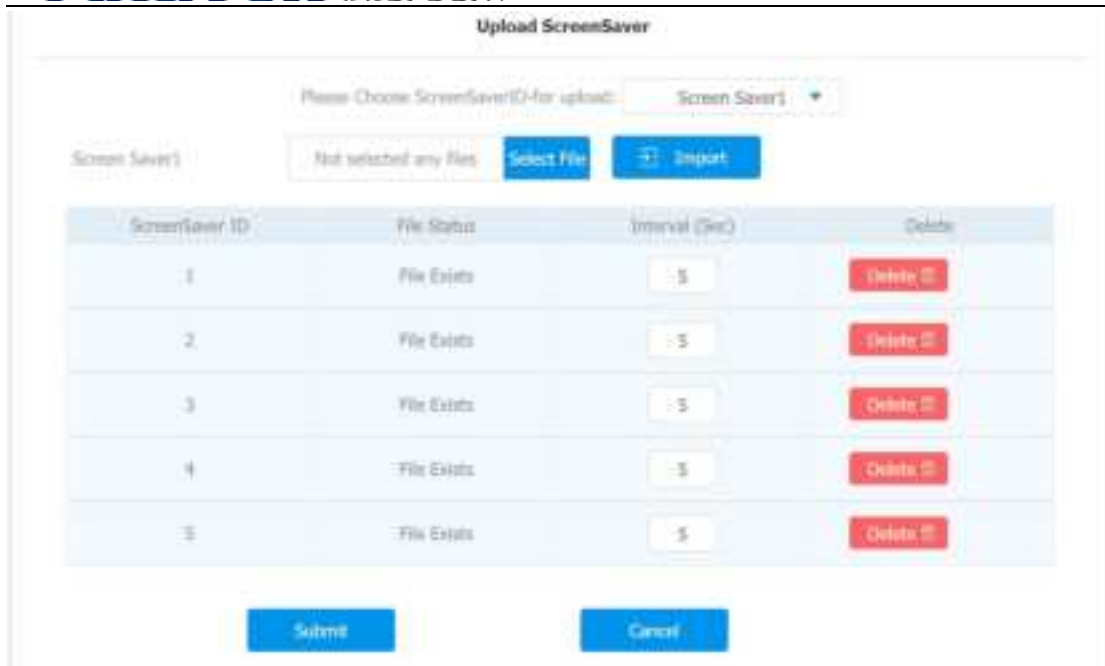 Upload ScreenSaver
Please Choose ScreenSaverID for upload: Screen Saver1
Screen Saver1 Not selected any files Select File Import
ScreenSaver ID File Status Interval (Sec) Delete
1 File Exists 5 Delete
2 File Exists 5 Delete
3 File Exists 5 Delete
4 File Exists 5 Delete
5 File Exists 5 Delete
Submit Cancel